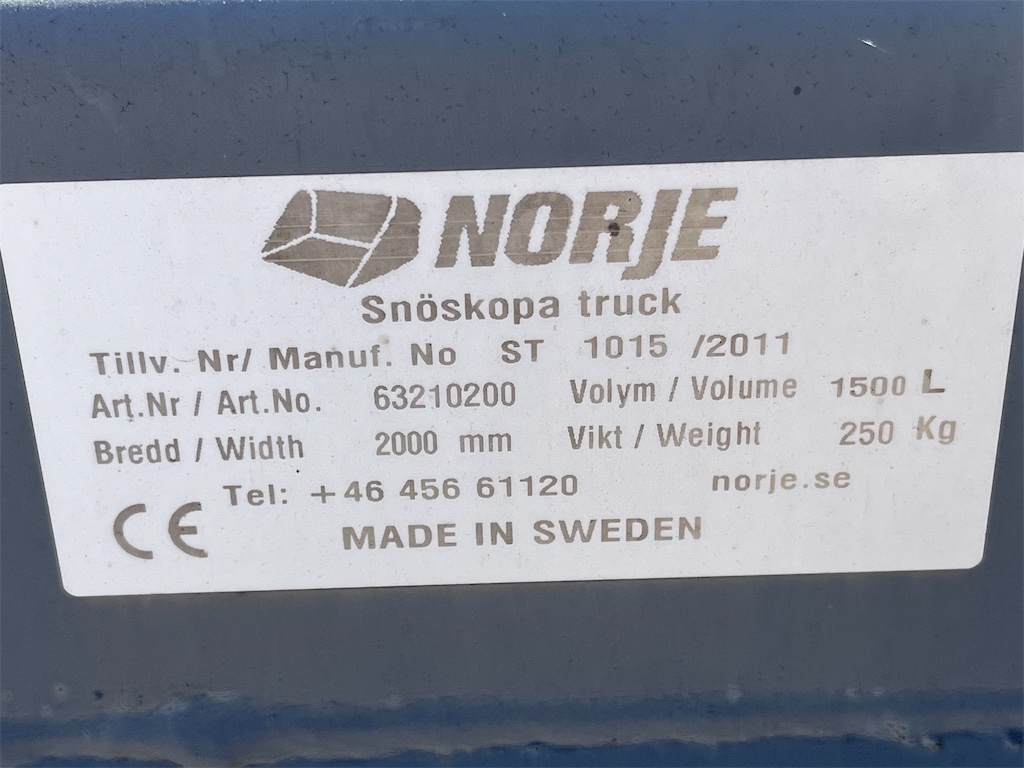 NORJE
Snöskopa truck
Tillv. Nr/ Manuf. No ST 1015 /2011
Art.Nr / Art.No. 63210200 Volym / Volume 1500 L
Bredd / Width 2000 mm Vikt / Weight 250 Kg
Tel: +46 456 61120 norje.se
CE MADE IN SWEDEN